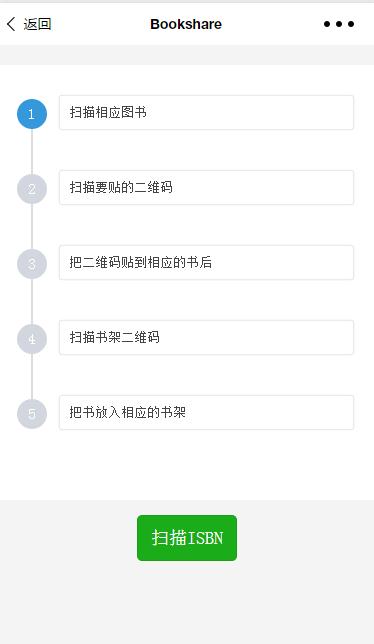 返回 Bookshare
1 扫描相应图书
2 扫描要贴的二维码
3 把二维码贴到相应的书后
4 扫描书架二维码
5 把书放入相应的书架
扫描ISBN